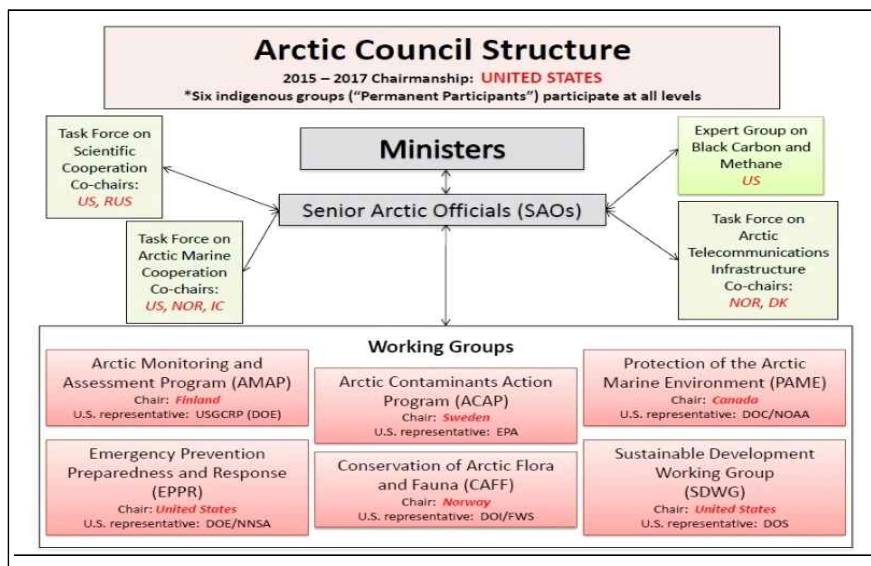 Arctic Council Structure
2015 – 2017 Chairmanship: UNITED STATES
*Six indigenous groups (“Permanent Participants”) participate at all levels
Task Force on
Scientific
Cooperation
Co-chairs:
US, RUS
Ministers
Expert Group on
Black Carbon and
Methane
US
Senior Arctic Officials (SAOs)
Task Force on
Arctic Marine
Cooperation
Co-chairs:
US, NOR, IC
Task Force on
Arctic
Telecommunications
Infrastructure
Co-chairs:
NOR, DK
Working Groups
Arctic Monitoring and
Assessment Program (AMAP)
Chair: Finland
U.S. representative: USGCRP (DOE)
Arctic Contaminants Action
Program (ACAP)
Chair: Sweden
U.S. representative: EPA
Protection of the Arctic
Marine Environment (PAME)
Chair: Canada
U.S. representative: DOC/NOAA
Emergency Prevention
Preparedness and Response
(EPPR)
Chair: United States
U.S. representative: DOE/NNSA
Conservation of Arctic Flora
and Fauna (CAFF)
Chair: Norway
U.S. representative: DOI/FWS
Sustainable Development
Working Group
(SDWG)
Chair: United States
U.S. representative: DOS